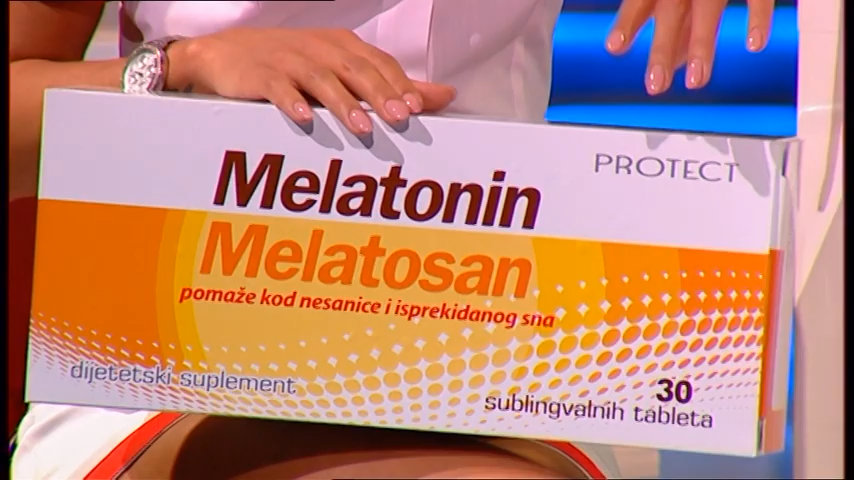 PROTECT
Melatonin
Melatosan
pomaže kod nesanice i isprekidanog sna
dijetetski suplement
30
sublingvalnih tableta